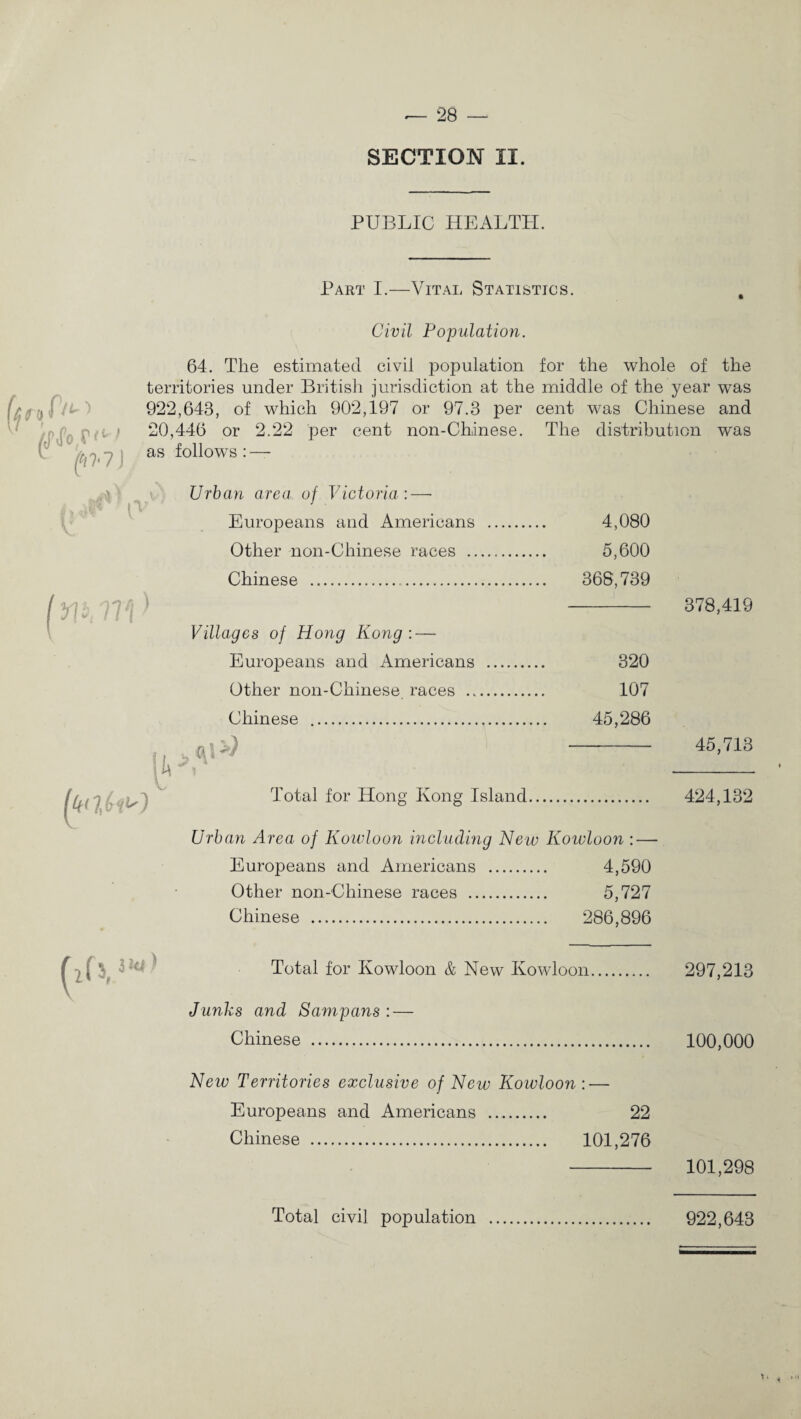 — 28 —
SECTION II.
PUBLIC HEALTH.
PART I.—VITAL STATISTICS.
Civil Population.
64. The estimated civil population for the whole of the
territories under British jurisdiction at the middle of the year was
922,643, of which 902,197 or 97.3 per cent was Chinese and
20,446 or 2.22 per cent non-Chinese. The distribution was
(97.7)
as follows:—
Urban area of Victoria:—
Europeans and Americans ......... 4,080
Other non-Chinese races ............ 5,600
Chinese .................................. 368,739
378,419
Villages of Hong Kong:—
Europeans and Americans ......... 320
Other non-Chinese races ............ 107
Chinese .................................. 45,286
45,713
Total for Hong Kong Island.................. 424,132
Urban Area of Kowloon including New Kowloon:—
Europeans and Americans ......... 4,590
Other non-Chinese races ............ 5,727
Chinese .................................. 286,896
Total for Kowloon & New Kowloon......... 297,213
Junks and Sampans:—
Chinese ................................................ 100,000
New Territories exclusive of New Kowloon:—
Europeans and Americans ......... 22
Chinese .................................. 101,276
101,298
Total civil population ........................ 922,643